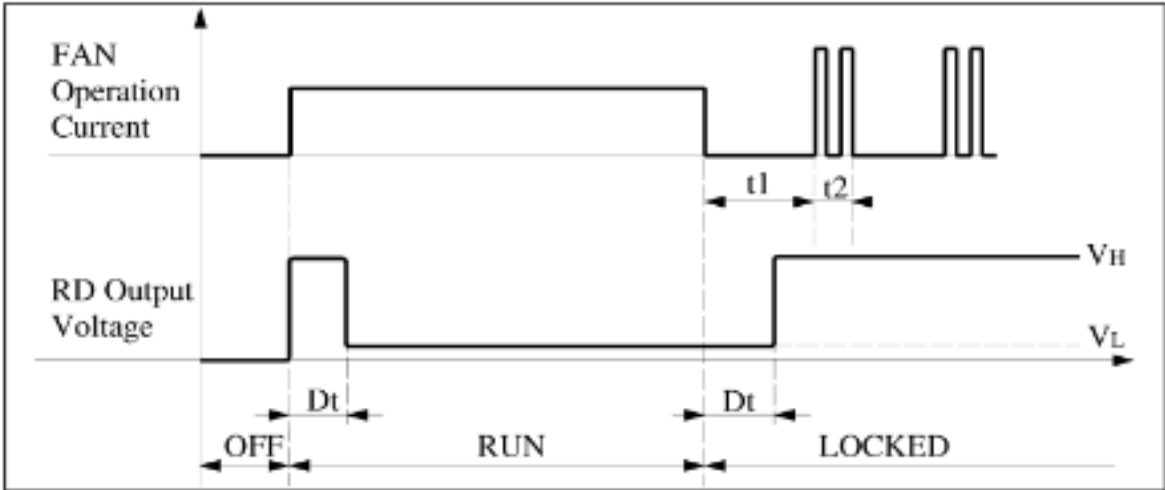 FAN
Operation
Current
t1
t2
RD Output
Voltage
VH
VL
Dt
Dt
OFF
RUN
LOCKED